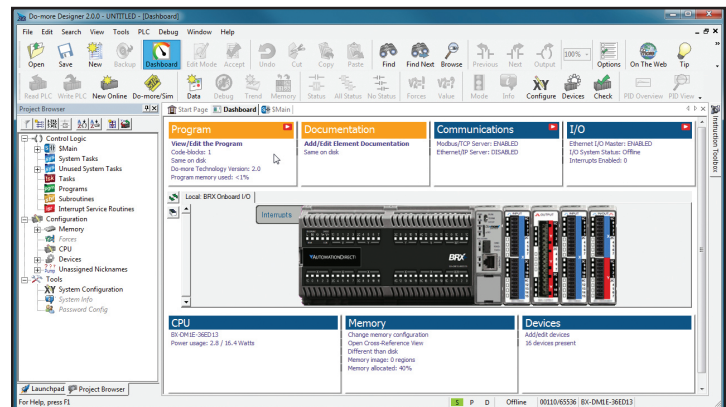 Do-more Designer 2.0.0 - UNTITLED - [Dashboard]
File Edit Search View Tools PLC Debug Window Help
Open Save New Backup Dashboard Edit Mode Accept Undo Cut Copy Paste Find Find Next Browse Previous Next Output 100% Options On The Web Tip
Read PLC Write PLC New Online Do-more/Sim Data Debug Trend Memory Status All Status No Status Forces Value Mode Info Configure Devices Check PID Overview PID View
Project Browser
Start Page Dashboard $Main
Instruction Toolbox
Control Logic
$Main
System Tasks
Unused System Tasks
Tasks
Programs
Subroutines
Interrupt Service Routines
Configuration
Memory
Forces
CPU
Devices
Unassigned Nicknames
Tools
System Configuration
System Info
Password Config
Program
View/Edit the Program
Code-blocks: 1
Same on disk
Do-more Technology Version: 2.0
Program memory used: <1%
Documentation
Add/Edit Element Documentation
Same on disk
Communications
Modbus/TCP Server: ENABLED
Ethernet/IP Server: DISABLED
I/O
Ethernet I/O Master: ENABLED
I/O System Status: Offline
Interrupts Enabled: 0
Local: BRX Onboard I/O
Interrupts
AUTOMATIONDIRECT
BRX
CPU
BX-DM1E-36ED13
Power usage: 2.8 / 16.4 Watts
Memory
Change memory configuration
Open Cross-Reference View
Different than disk
Memory image: 0 regions
Memory allocated: 40%
Devices
Add/edit devices
16 devices present
Launchpad Project Browser
For Help, press F1
S P D Offline 00110/65536 BX-DM1E-36ED13